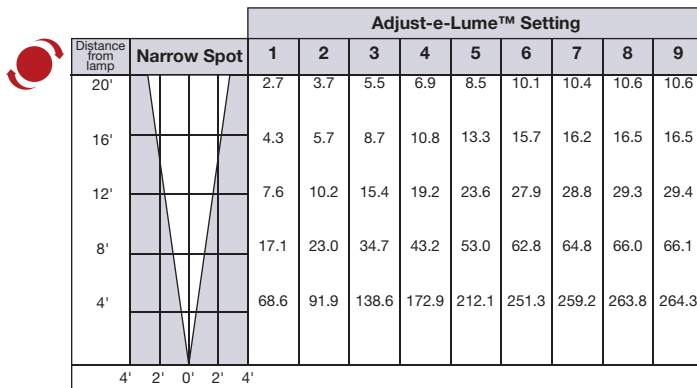 Adjust-e-Lume™ Setting
Distance from lamp Narrow Spot 1 2 3 4 5 6 7 8 9
20' 2.7 3.7 5.5 6.9 8.5 10.1 10.4 10.6 10.6
16' 4.3 5.7 8.7 10.8 13.3 15.7 16.2 16.5 16.5
12' 7.6 10.2 15.4 19.2 23.6 27.9 28.8 29.3 29.4
8' 17.1 23.0 34.7 43.2 53.0 62.8 64.8 66.0 66.1
4' 68.6 91.9 138.6 172.9 212.1 251.3 259.2 263.8 264.3
4' 2' 0' 2' 4'